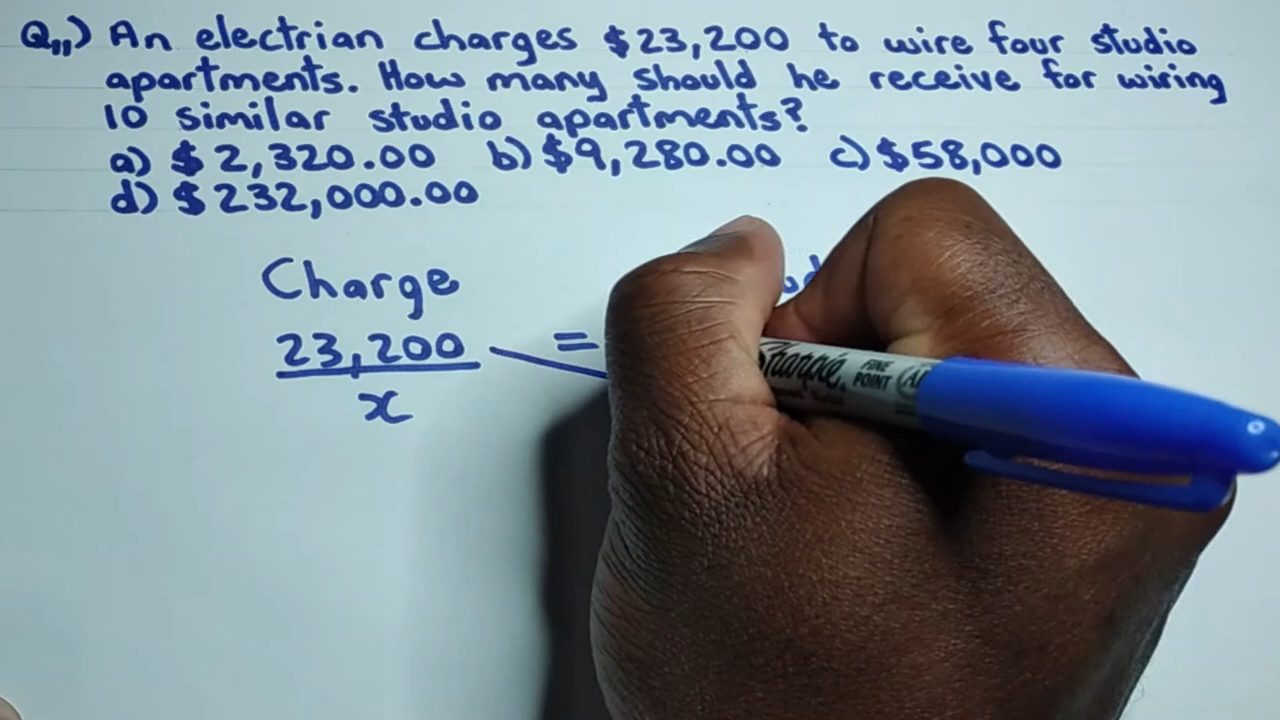 Q11) An electrian charges $23,200 to wire four studio
apartments. How many should he receive for wiring
10 similar studio apartments?
a) $2,320.00 b) $9,280.00 c) $58,000
d) $232,000.00
Charge
23,200 =
x
Sharpie FINE POINT